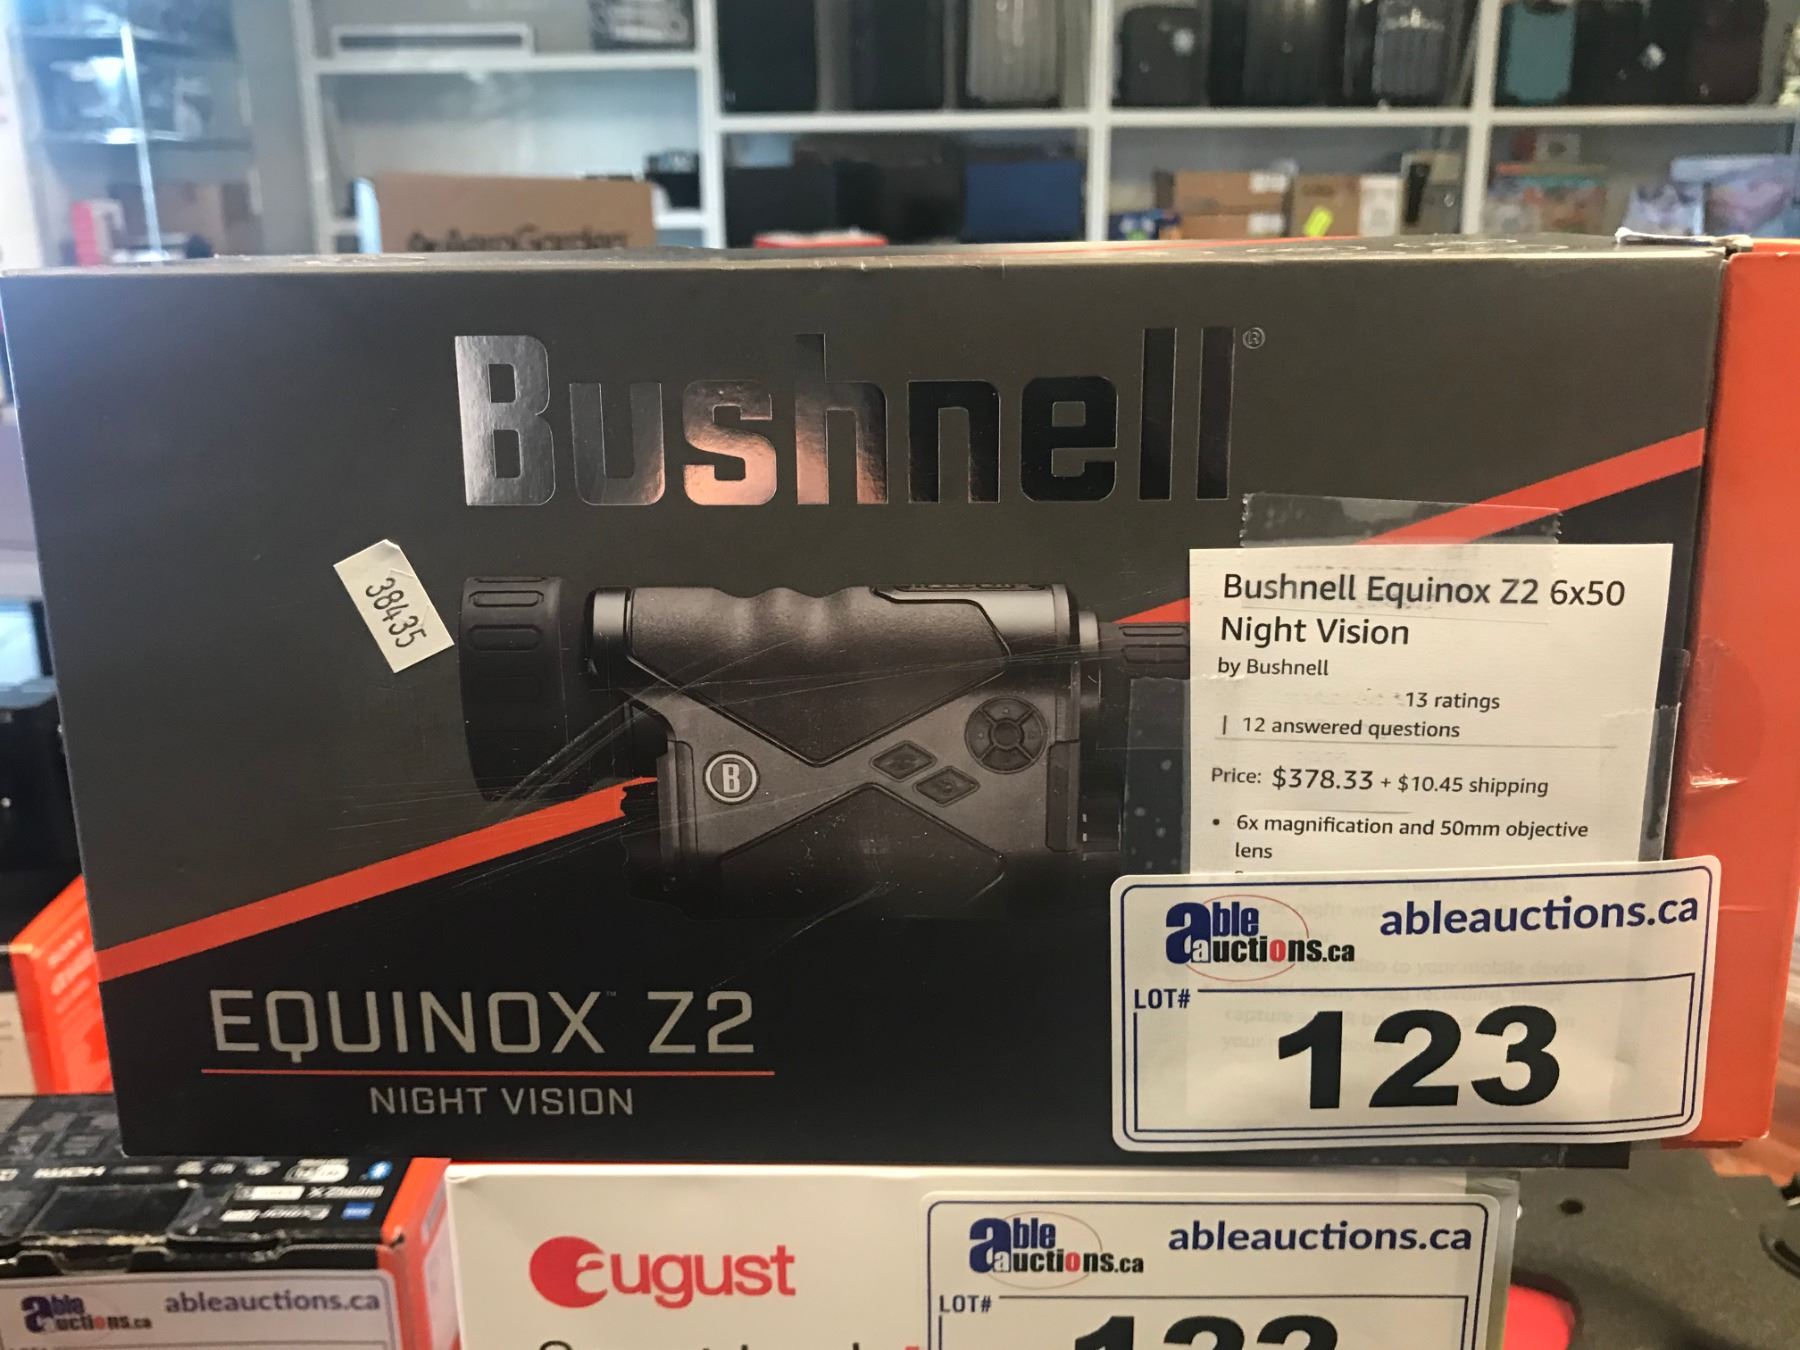 AeroGarden
Bushnell®
38435
Bushnell Equinox Z2 6x50
Night Vision
by Bushnell
13 ratings
| 12 answered questions
Price: $378.33 + $10.45 shipping
• 6x magnification and 50mm objective
lens
B
able
auctions.ca
ableauctions.ca
LOT#
123
EQUINOX™ Z2
NIGHT VISION
august
able
auctions.ca
ableauctions.ca
LOT#
able
auctions.ca
ableauctions.ca